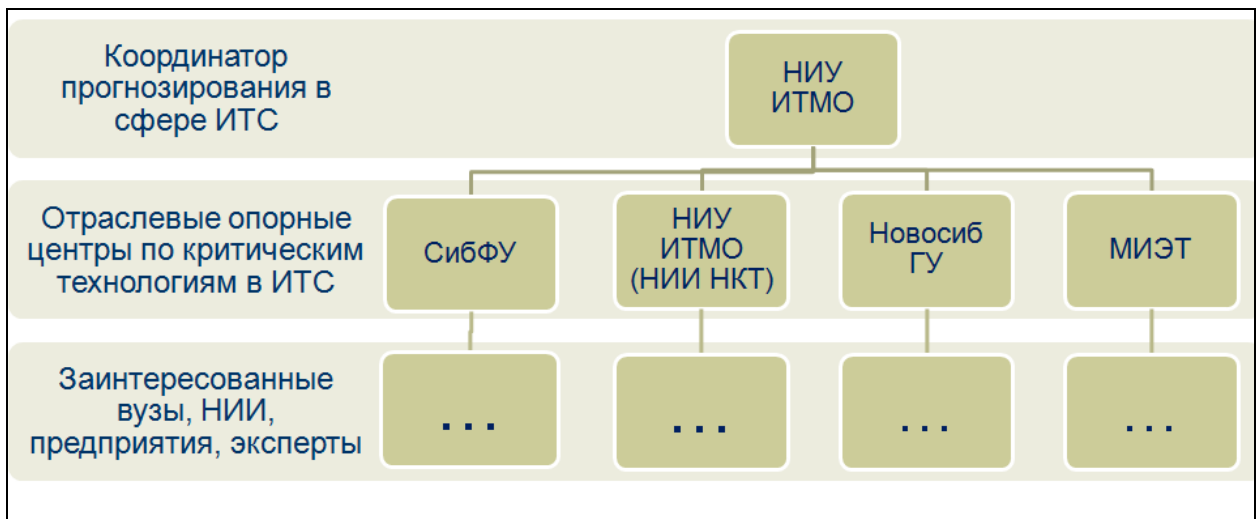 Координатор
прогнозирования в
сфере ИТС
НИУ
ИТМО
Отраслевые опорные
центры по критическим
технологиям в ИТС
СибФУ
НИУ
ИТМО
(НИИ НКТ)
Новосиб
ГУ
МИЭТ
Заинтересованные
вузы, НИИ,
предприятия, эксперты
...
...
...
...